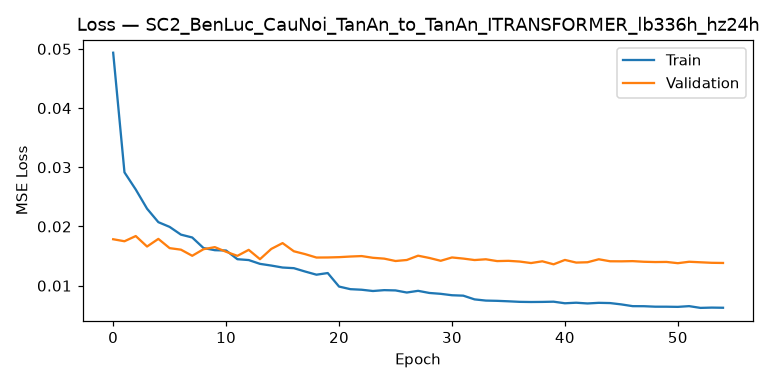 Loss — SC2_BenLuc_CauNoi_TanAn_to_TanAn_ITRANSFORMER_lb336h_hz24h
Train
Validation
0.05
0.04
0.03
0.02
0.01
MSE Loss
0 10 20 30 40 50
Epoch